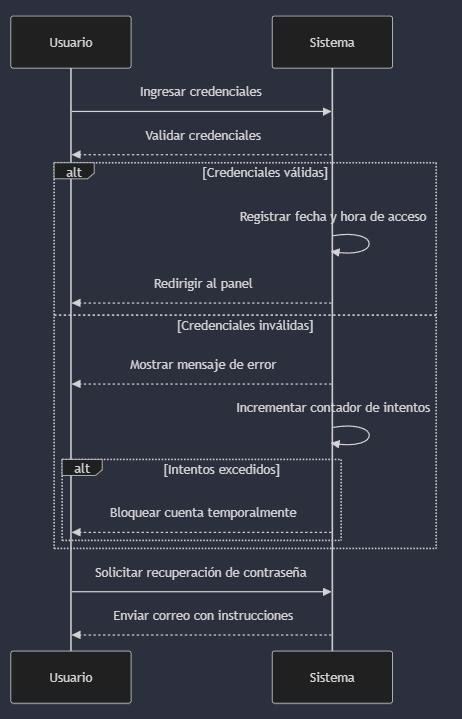 Usuario
Sistema
Ingresar credenciales
Validar credenciales
alt
[Credenciales válidas]
Registrar fecha y hora de acceso
Redirigir al panel
[Credenciales inválidas]
Mostrar mensaje de error
Incrementar contador de intentos
alt
[Intentos excedidos]
Bloquear cuenta temporalmente
Solicitar recuperación de contraseña
Enviar correo con instrucciones
Usuario
Sistema